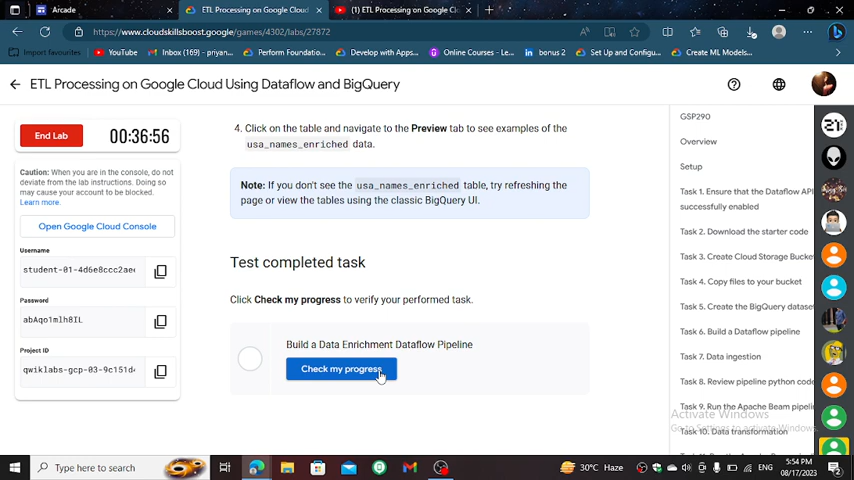 Arcade
ETL Processing on Google Cloud
(1) ETL Processing on Google Clo
https://www.cloudskillsboost.google/games/4302/labs/27872
Import favourites
YouTube
Inbox (169) - priyan...
Perform Foundatio...
Develop with Apps...
Online Courses - Le...
bonus 2
Set Up and Configu...
Create ML Models...
ETL Processing on Google Cloud Using Dataflow and BigQuery
End Lab
00:36:56
Caution: When you are in the console, do not
deviate from the lab instructions. Doing so
may cause your account to be blocked.
Learn more.
Open Google Cloud Console
Username
student-01-4d6e8ccc2aec
Password
abAqo1mlh8IL
Project ID
qwiklabs-gcp-03-9c151d4
4. Click on the table and navigate to the Preview tab to see examples of the
usa_names_enriched data.
Note: If you don't see the usa_names_enriched table, try refreshing the
page or view the tables using the classic BigQuery UI.
Test completed task
Click Check my progress to verify your performed task.
Build a Data Enrichment Dataflow Pipeline
Check my progress
GSP290
Overview
Setup
Task 1. Ensure that the Dataflow API
successfully enabled
Task 2. Download the starter code
Task 3. Create Cloud Storage Bucket
Task 4. Copy files to your bucket
Task 5. Create the BigQuery dataset
Task 6. Build a Dataflow pipeline
Task 7. Data ingestion
Task 8. Review pipeline python code
Task 9. Run the Apache Beam pipeli
Task 10. Data transformation
Activate Windows
Go to Settings to activate Windows.
Type here to search
30°C Haze
ENG
5:54 PM
08/17/2023